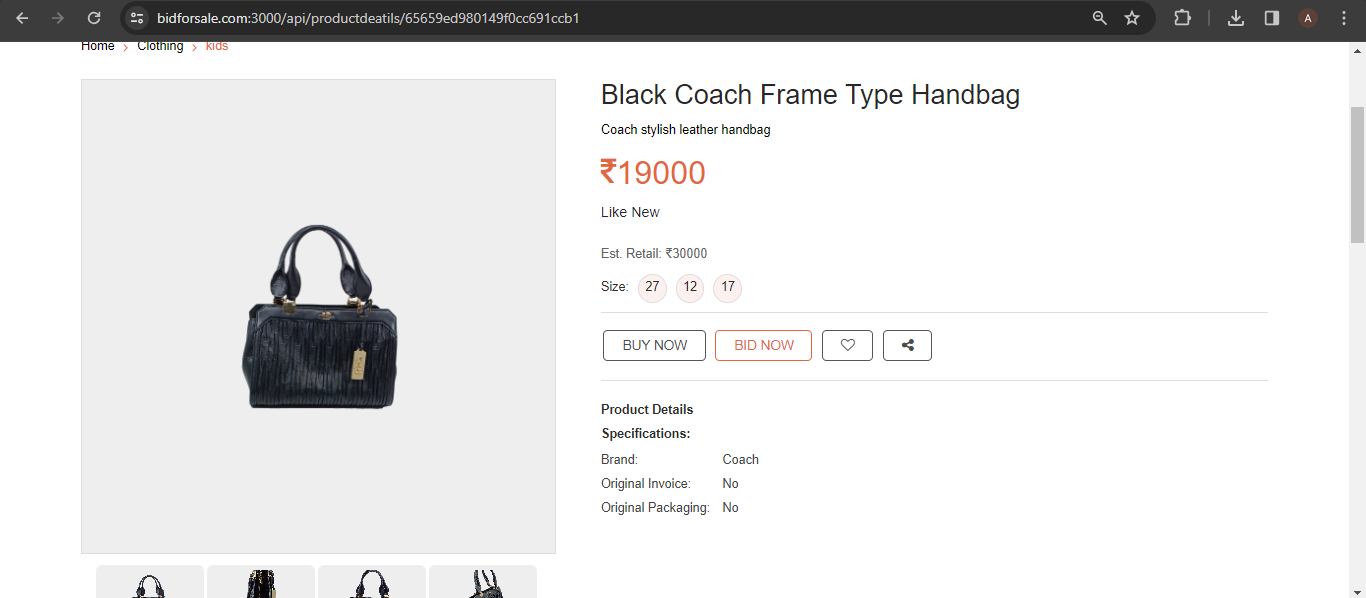 bidforsale.com:3000/api/productdeatils/65659ed980149f0cc691ccb1
A
Home > Clothing > kids
Black Coach Frame Type Handbag
Coach stylish leather handbag
₹19000
Like New
Est. Retail: ₹30000
Size: 27 12 17
BUY NOW BID NOW
Product Details
Specifications:
Brand: Coach
Original Invoice: No
Original Packaging: No